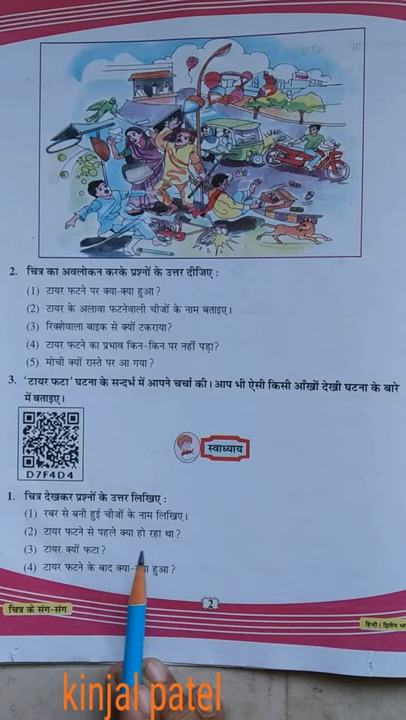 2. चित्र का अवलोकन करके प्रश्नों के उत्तर दीजिए :
(1) टायर फटने पर क्या-क्या हुआ ?
(2) टायर के अलावा फटनेवाली चीजों के नाम बताइए।
(3) रिक्शेवाला बाइक से क्यों टकराया?
(4) टायर फटने का प्रभाव किन-किन पर नहीं पड़ा?
(5) मोची क्यों रास्ते पर आ गया ?
3. 'टायर फटा' घटना के सन्दर्भ में आपने चर्चा की। आप भी ऐसी किसी आँखों देखी घटना के बारे
में बताइए।
D7F4D4
स्वाध्याय
1. चित्र देखकर प्रश्नों के उत्तर लिखिए :
(1) रबर से बनी हुई चीजों के नाम लिखिए।
(2) टायर फटने से पहले क्या हो रहा था ?
(3) टायर क्यों फटा ?
(4) टायर फटने के बाद हुआ ?
2
चित्र के संग-संग
हिन्दी (द्वितीय
kinjal patel